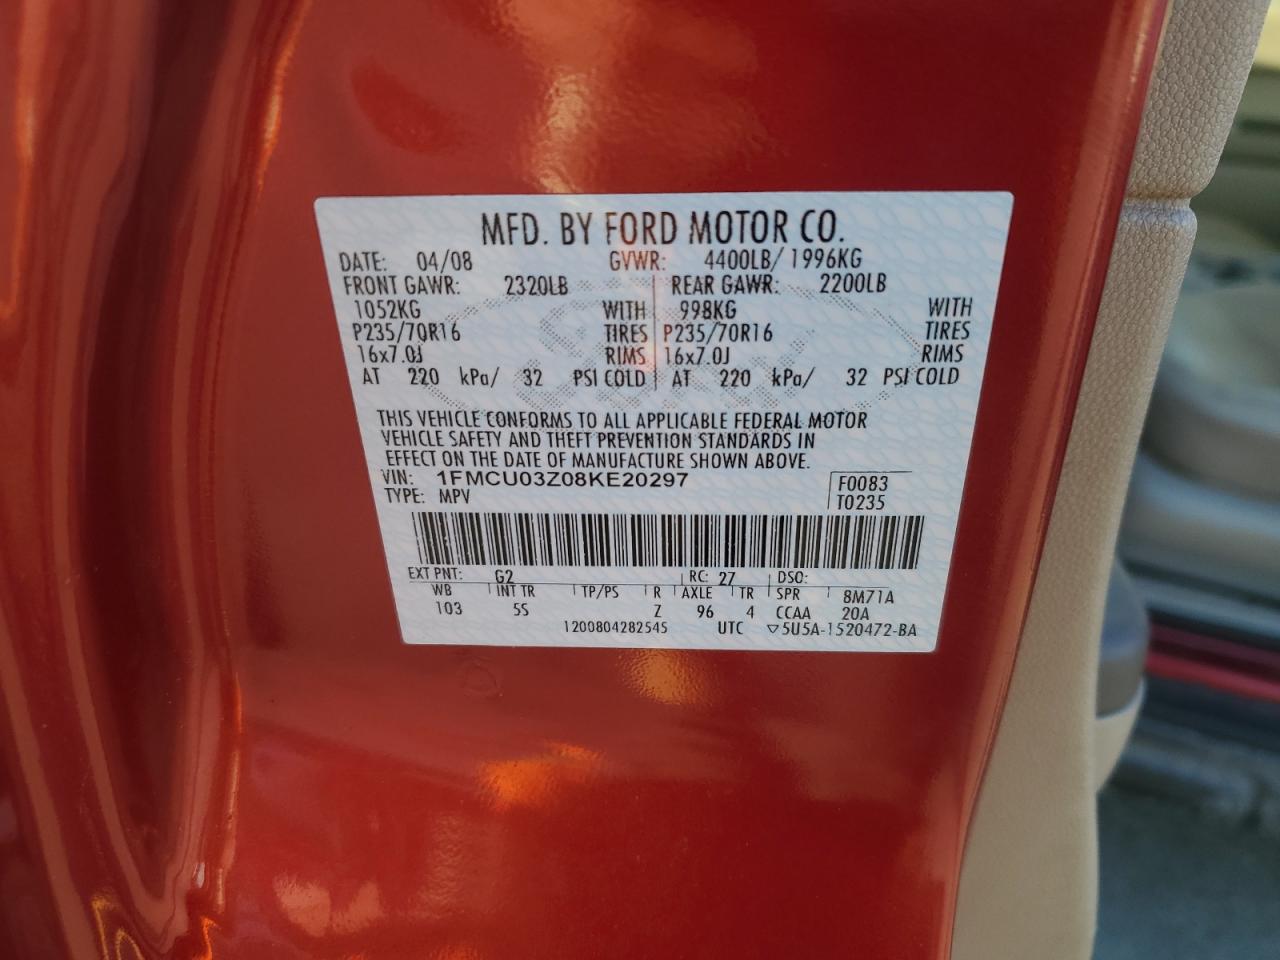 MFD. BY FORD MOTOR CO.
DATE: 04/08 GVWR: 4400LB/ 1996KG
FRONT GAWR: 2320LB REAR GAWR: 2200LB
1052KG WITH 998KG WITH
P235/70R16 TIRES P235/70R16 TIRES
16x7.0J RIMS 16x7.0J RIMS
AT 220 kPa/ 32 PSI COLD AT 220 kPa/ 32 PSI COLD
THIS VEHICLE CONFORMS TO ALL APPLICABLE FEDERAL MOTOR
VEHICLE SAFETY AND THEFT PREVENTION STANDARDS IN
EFFECT ON THE DATE OF MANUFACTURE SHOWN ABOVE.
VIN: 1FMCU03Z08KE20297 F0083
TYPE: MPV T0235
EXT PNT: G2 RC: 27 DSO:
WB INT TR TP/PS R AXLE TR SPR 8M71A
103 5S Z 96 4 CCAA 20A
1200804282545 UTC ▽5U5A-1520472-BA